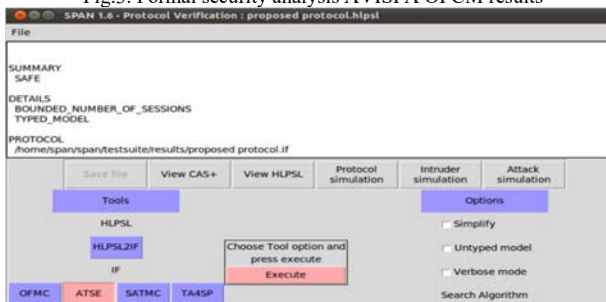 Fig.5. Formal security analysis AVISPA OFCM results
SPAN 1.6 - Protocol Verification : proposed protocol.hlpsl
File
SUMMARY
SAFE
DETAILS
BOUNDED_NUMBER_OF_SESSIONS
TYPED_MODEL
PROTOCOL
/home/span/span/testsuite/results/proposed protocol.if
Save file
View CAS+
View HLPSL
Protocol simulation
Intruder simulation
Attack simulation
Tools
Options
HLPSL
Simplify
HLPSL2IF
Choose Tool option and press execute
Untyped model
IF
Execute
Verbose mode
OFMC
ATSE
SATMC
TA4SP
Search Algorithm